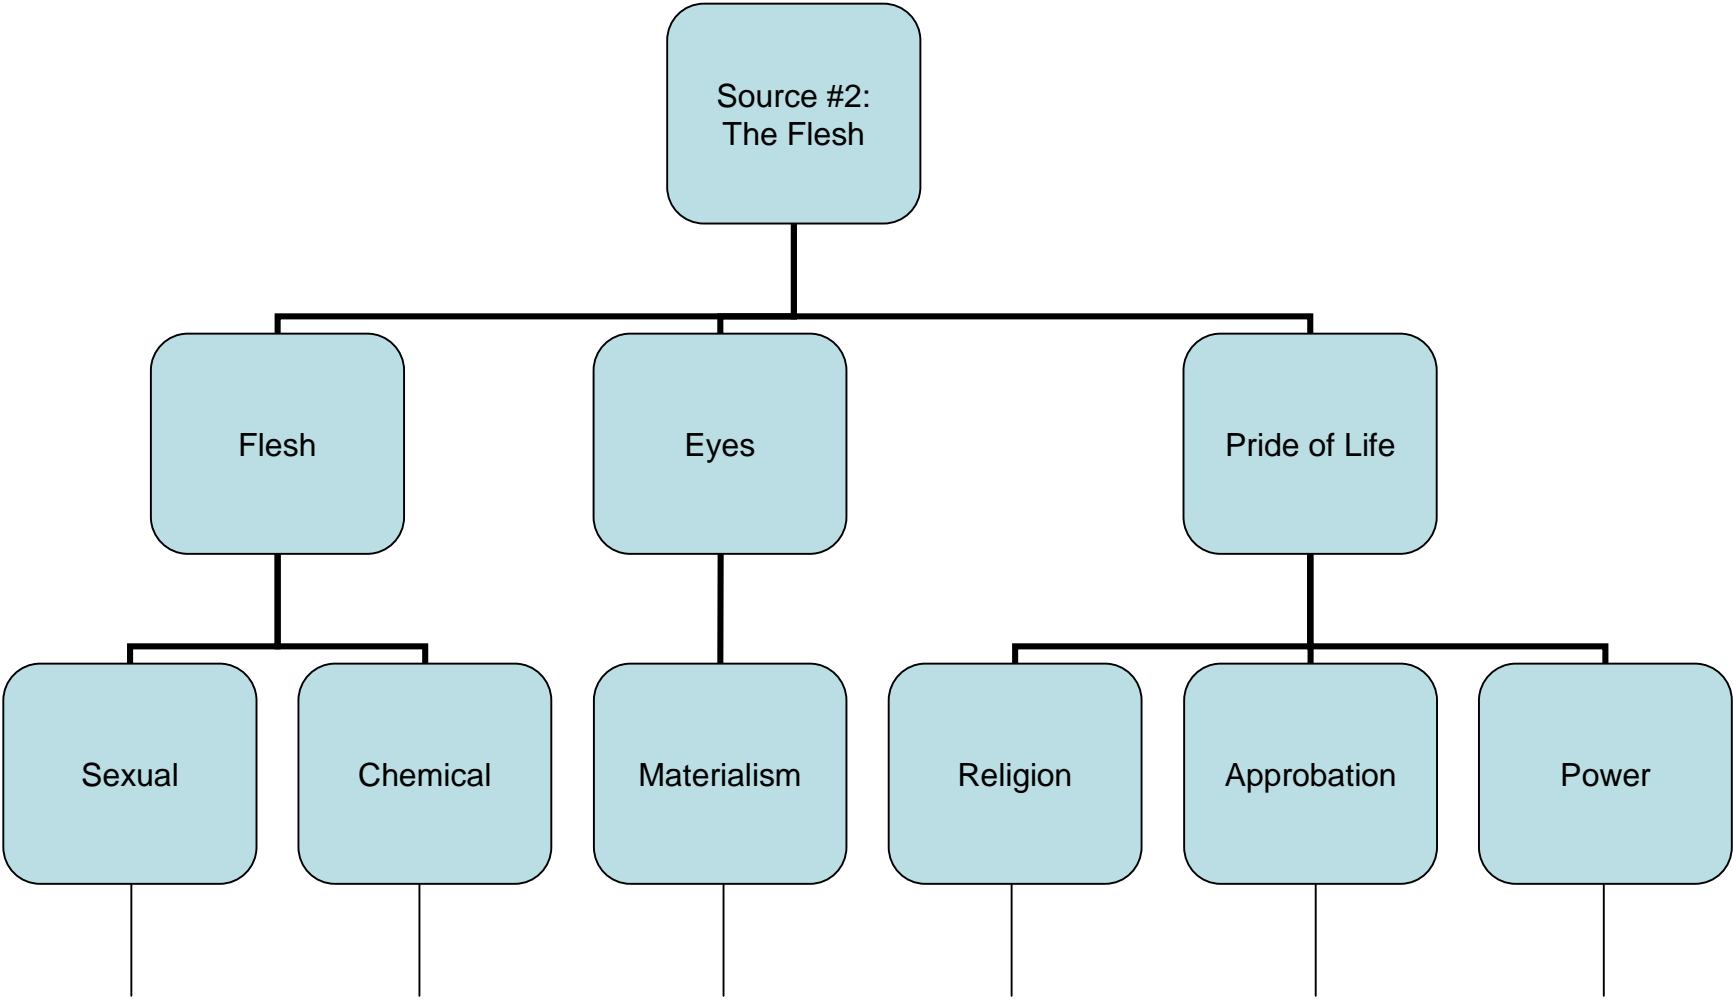 Source #2:
The Flesh
Flesh
Eyes
Pride of Life
Sexual
Chemical
Materialism
Religion
Approbation
Power